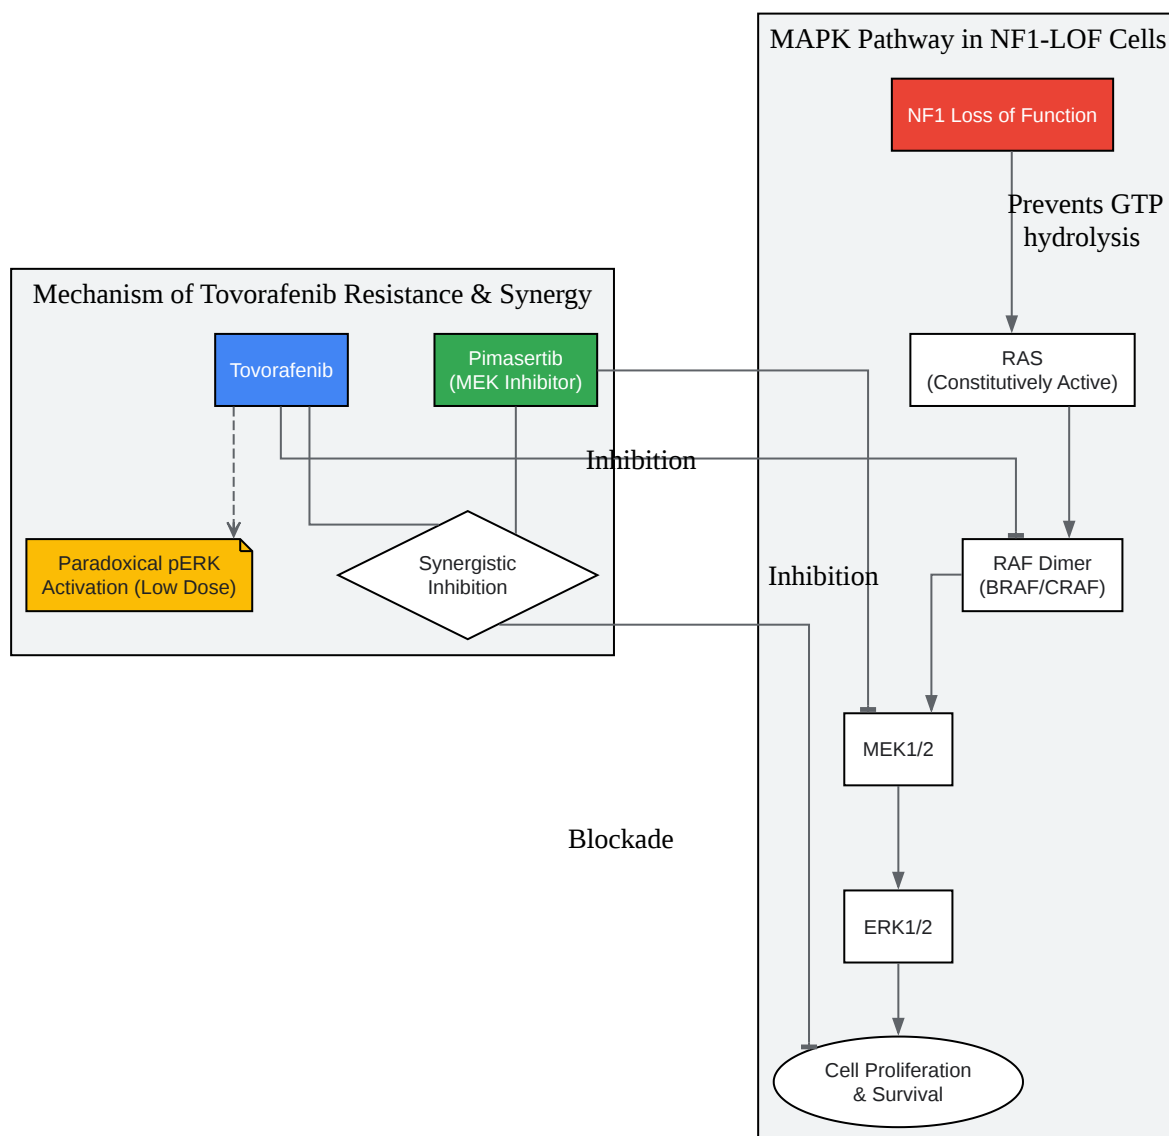 MAPK Pathway in NF1-LOF Cells
NF1 Loss of Function
Prevents GTP
hydrolysis
Mechanism of Tovorafenib Resistance & Synergy
Tovorafenib
Pimasertib
(MEK Inhibitor)
RAS
(Constitutively Active)
Inhibition
Paradoxical pERK
Activation (Low Dose)
Synergistic
Inhibition
Inhibition
RAF Dimer
(BRAF/CRAF)
MEK1/2
Blockade
ERK1/2
Cell Proliferation
& Survival